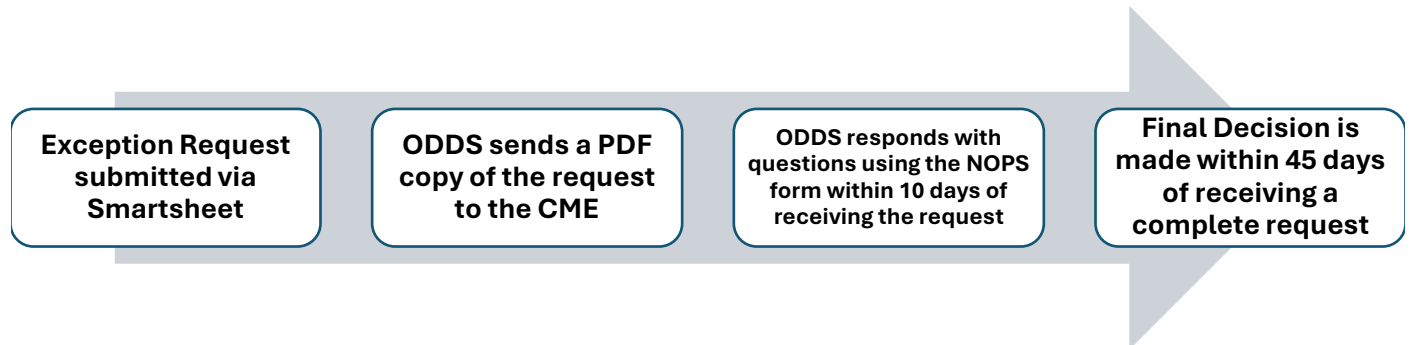 Exception Request
submitted via
Smartsheet
ODDS sends a PDF
copy of the request
to the CME
ODDS responds with
questions using the NOPS
form within 10 days of
receiving the request
Final Decision is
made within 45 days
of receiving a
complete request